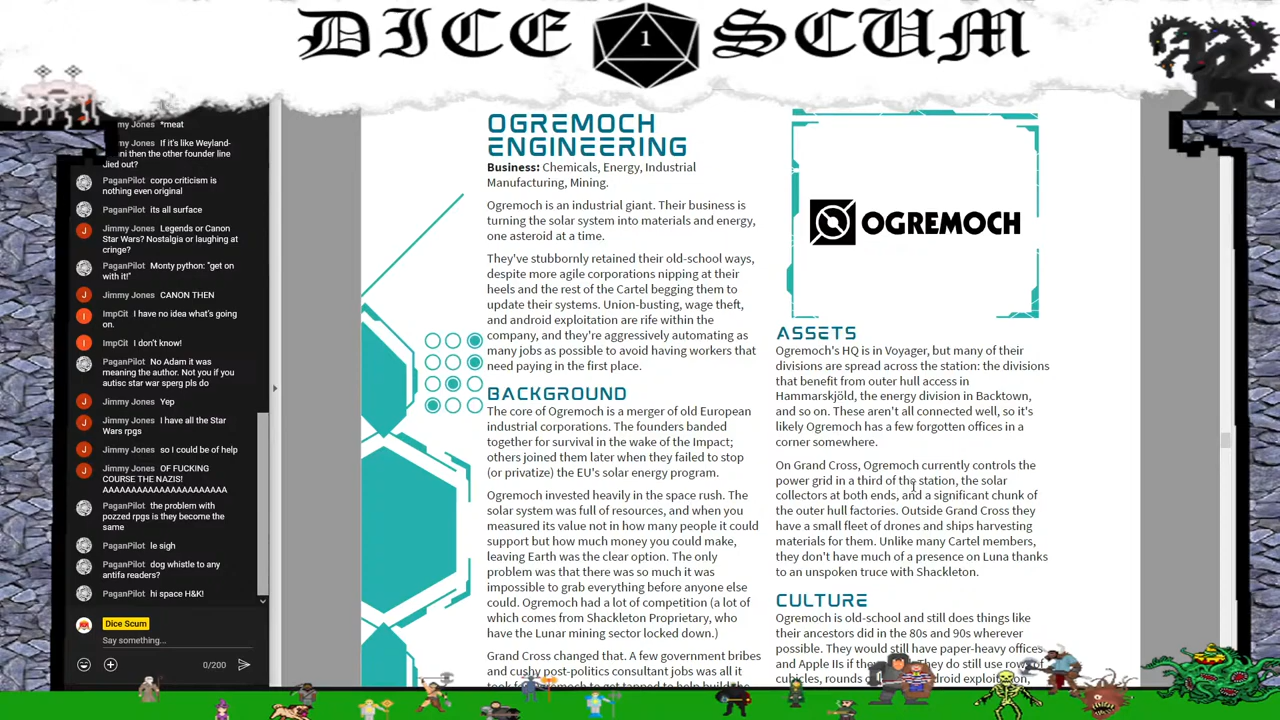 DICE 1 SCUM
my Jones *meat
Jimmy Jones If it's like Weyland-
ni then the other founder line
died out?
PaganPilot corpo criticism is
nothing even original
PaganPilot its all surface
Jimmy Jones Legends or Canon
Star Wars? Nostalgia or laughing at
cringe?
PaganPilot Monty python: "get on
with it!"
Jimmy Jones CANON THEN
ImpCit I have no idea what's going
on.
ImpCit I don't know!
PaganPilot No Adam it was
meaning the author. Not you if you
autisc star war sperg pls do
Jimmy Jones Yep
Jimmy Jones I have all the Star
Wars rpgs
Jimmy Jones so I could be of help
Jimmy Jones OF FUCKING
COURSE THE NAZIS!
AAAAAAAAAAAAAAAAAAAAAAA
PaganPilot the problem with
pozzed rpgs is they become the
same
PaganPilot le sigh
PaganPilot dog whistle to any
antifa readers?
PaganPilot hi space H&K!
Dice Scum
Say something...
0/200
OGREMOCH
ENGINEERING
Business: Chemicals, Energy, Industrial
Manufacturing, Mining.
Ogremoch is an industrial giant. Their business is
turning the solar system into materials and energy,
one asteroid at a time.
They've stubbornly retained their old-school ways,
despite more agile corporations nipping at their
heels and the rest of the Cartel begging them to
update their systems. Union-busting, wage theft,
and android exploitation are rife within the
company, and they're aggressively automating as
many jobs as possible to avoid having workers that
need paying in the first place.
BACKGROUND
The core of Ogremoch is a merger of old European
industrial corporations. The founders banded
together for survival in the wake of the Impact;
others joined them later when they failed to stop
(or privatize) the EU's solar energy program.
Ogremoch invested heavily in the space rush. The
solar system was full of resources, and when you
measured its value not in how many people it could
support but how much money you could make,
leaving Earth was the clear option. The only
problem was that there was so much it was
impossible to grab everything before anyone else
could. Ogremoch had a lot of competition (a lot of
which comes from Shackleton Proprietary, who
have the Lunar mining sector locked down.)
Grand Cross changed that. A few government bribes
and cushy post-politics consultant jobs was all it
OGREMOCH
ASSETS
Ogremoch's HQ is in Voyager, but many of their
divisions are spread across the station: the divisions
that benefit from outer hull access in
Hammarskjöld, the energy division in Backtown,
and so on. These aren't all connected well, so it's
likely Ogremoch has a few forgotten offices in a
corner somewhere.
On Grand Cross, Ogremoch currently controls the
power grid in a third of the station, the solar
collectors at both ends, and a significant chunk of
the outer hull factories. Outside Grand Cross they
have a small fleet of drones and ships harvesting
materials for them. Unlike many Cartel members,
they don't have much of a presence on Luna thanks
to an unspoken truce with Shackleton.
CULTURE
Ogremoch is old-school and still does things like
their ancestors did in the 80s and 90s wherever
possible. They would still have paper-heavy offices
and Apple IIs if they They do still use rows of
cubicles, rounds android exploitation,